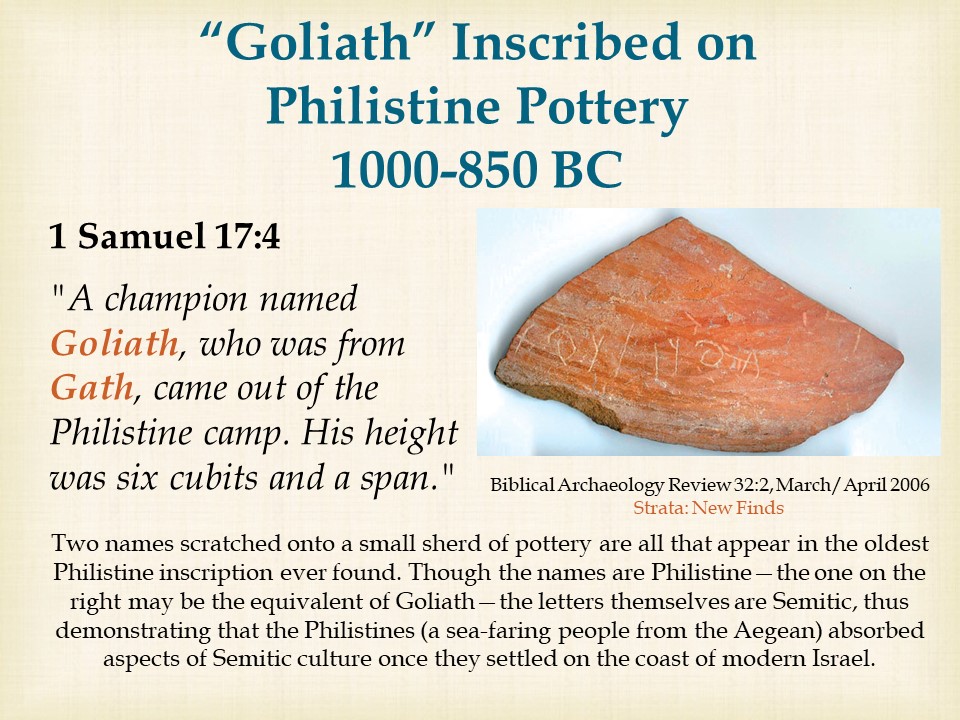 “Goliath” Inscribed on
Philistine Pottery
1000-850 BC
1 Samuel 17:4
"A champion named
Goliath, who was from
Gath, came out of the
Philistine camp. His height
was six cubits and a span."
Biblical Archaeology Review 32:2, March/April 2006
Strata: New Finds
Two names scratched onto a small sherd of pottery are all that appear in the oldest
Philistine inscription ever found. Though the names are Philistine—the one on the
right may be the equivalent of Goliath—the letters themselves are Semitic, thus
demonstrating that the Philistines (a sea-faring people from the Aegean) absorbed
aspects of Semitic culture once they settled on the coast of modern Israel.